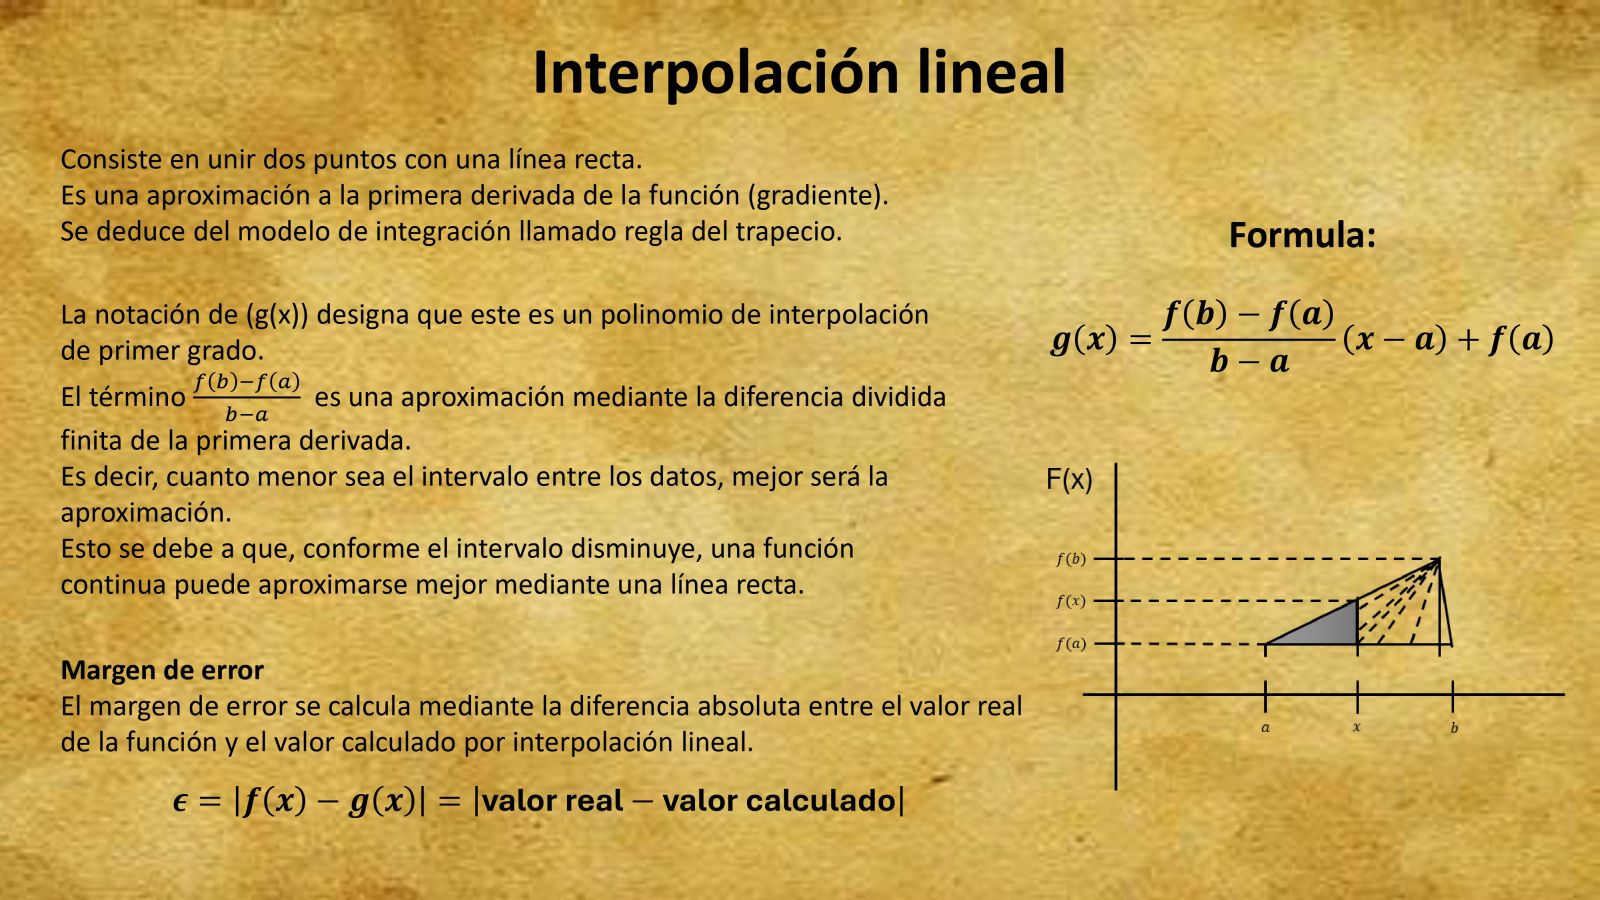 Interpolación lineal
Consiste en unir dos puntos con una línea recta.
Es una aproximación a la primera derivada de la función (gradiente).
Se deduce del modelo de integración llamado regla del trapecio.
La notación de (g(x)) designa que este es un polinomio de interpolación
de primer grado.
El término \frac{f(b)−f(a)}{b−a} es una aproximación mediante la diferencia dividida
finita de la primera derivada.
Es decir, cuanto menor sea el intervalo entre los datos, mejor será la
aproximación.
Esto se debe a que, conforme el intervalo disminuye, una función
continua puede aproximarse mejor mediante una línea recta.
Margen de error
El margen de error se calcula mediante la diferencia absoluta entre el valor real
de la función y el valor calculado por interpolación lineal.
ϵ = |f(x) − g(x)| = |valor real − valor calculado|
Formula:
g(x) = \frac{f(b) − f(a)}{b − a} (x − a) + f(a)
F(x)
f(b)
f(x)
f(a)
a x b